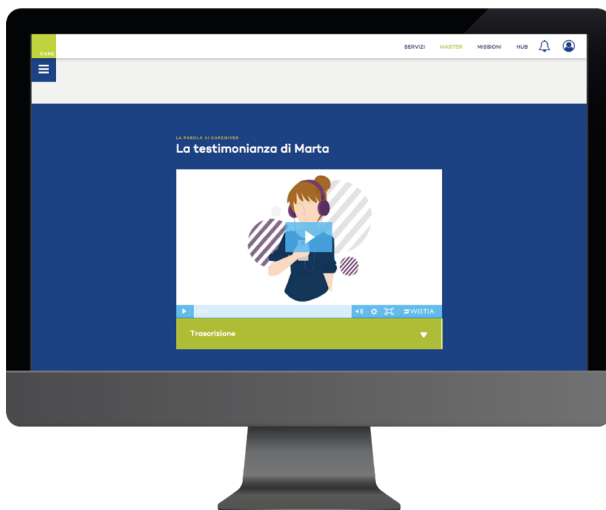 CARE
SERVIZI MASTER MISSIONI HUB
LA PAROLA AI CAREGIVER
La testimonianza di Marta
WISTIA
Trascrizione